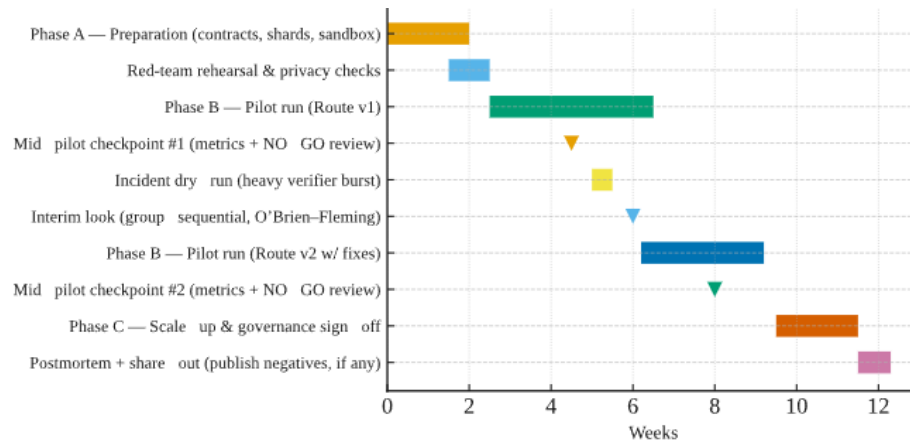 Phase A — Preparation (contracts, shards, sandbox)
Red-team rehearsal & privacy checks
Phase B — Pilot run (Route v1)
Mid pilot checkpoint #1 (metrics + NO GO review)
Incident dry run (heavy verifier burst)
Interim look (group sequential, O’Brien–Fleming)
Phase B — Pilot run (Route v2 w/ fixes)
Mid pilot checkpoint #2 (metrics + NO GO review)
Phase C — Scale up & governance sign off
Postmortem + share out (publish negatives, if any)
0 2 4 6 8 10 12
Weeks